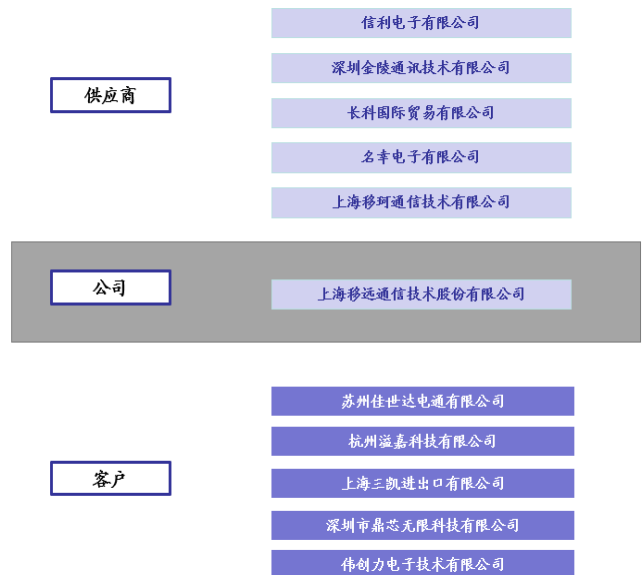 供应商
信利电子有限公司
深圳金陵通讯技术有限公司
长科国际贸易有限公司
名幸电子有限公司
上海移珂通信技术有限公司
公司
上海移远通信技术股份有限公司
客户
苏州佳世达电通有限公司
杭州溢嘉科技有限公司
上海三凯进出口有限公司
深圳市鼎芯无限科技有限公司
伟创力电子技术有限公司